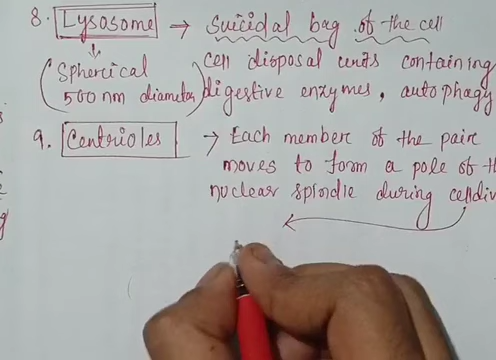 8. Lysosome → Suicidal bag of the cell
(Spherical 500 nm diameter) cell disposal units containing
digestive enzymes, autophagy
9. Centrioles → Each member of the pair
moves to form a pole of th
nuclear spindle during celldiv